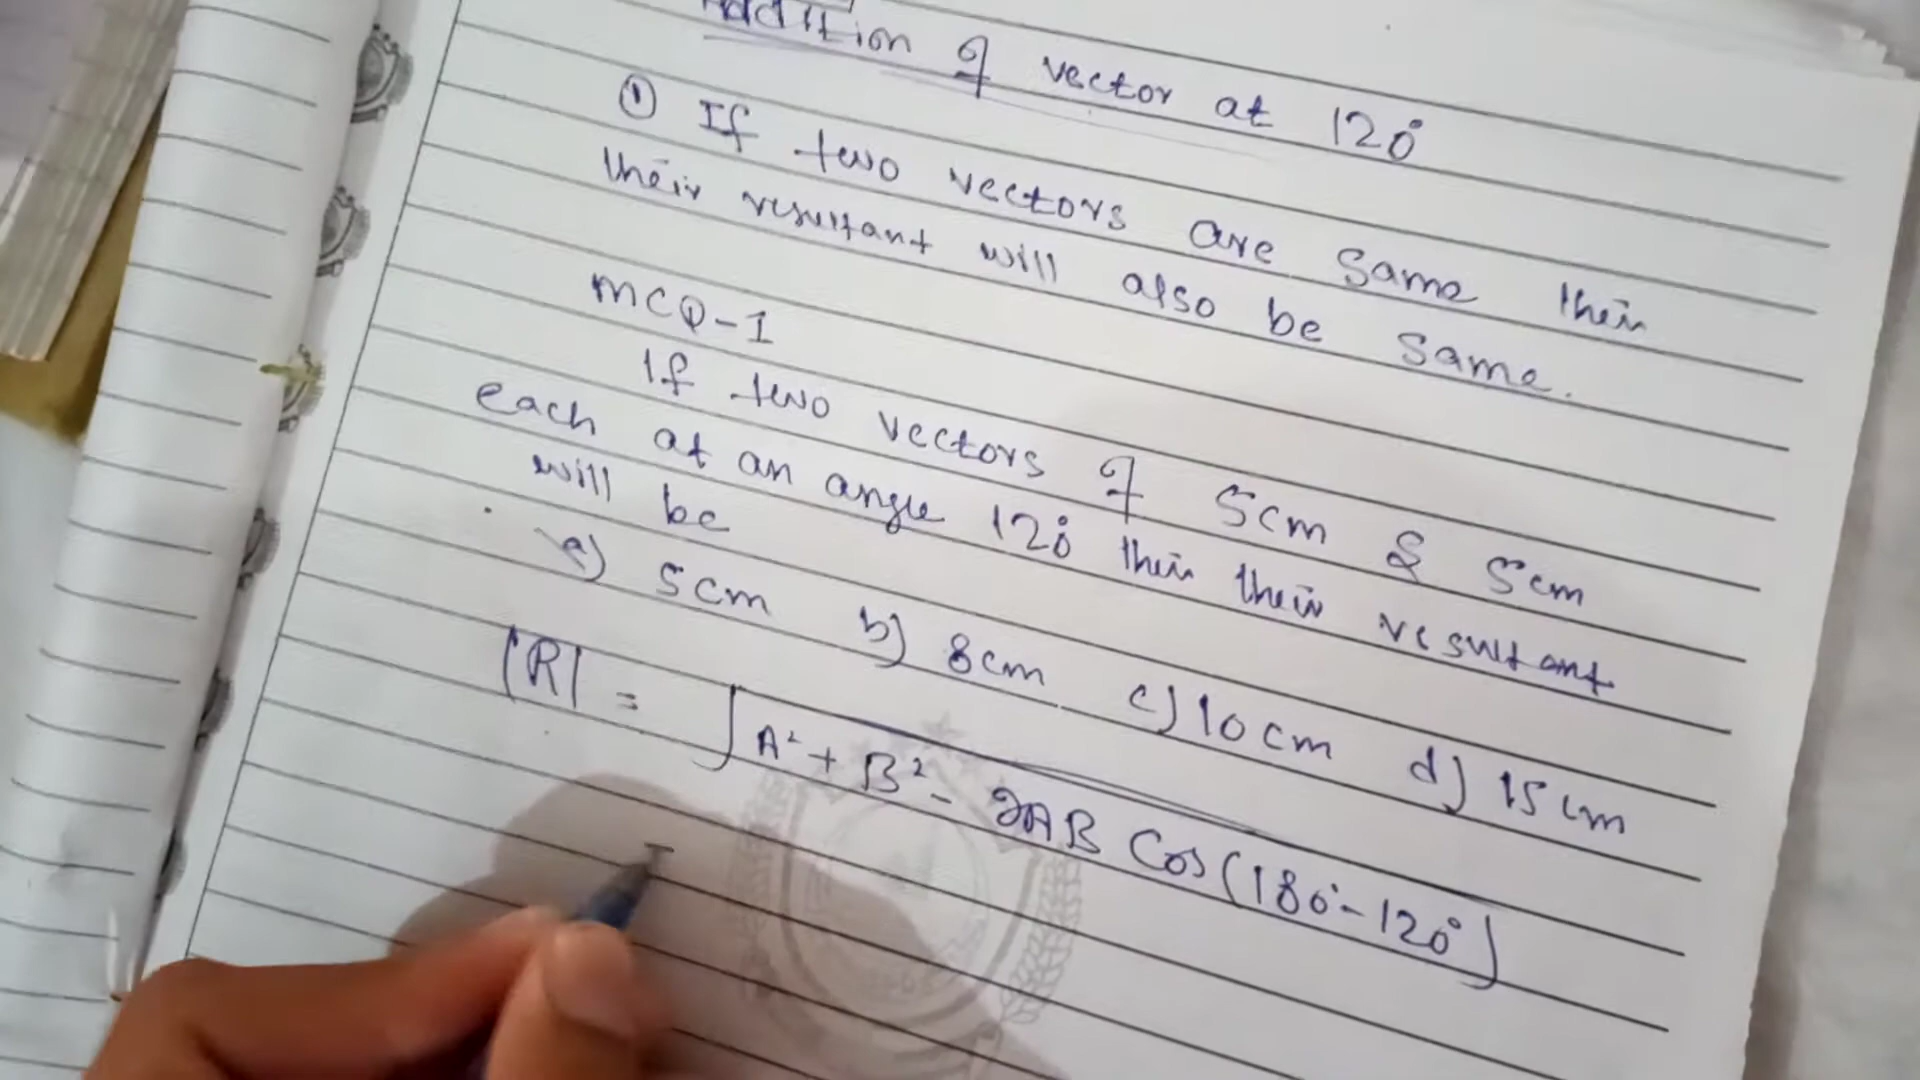 Addition of vector at 120°
① If two vectors are same then
their resultant will also be same.
MCQ-1
If two vectors of 5cm & 5cm
each at an angle 120° then their resultant
will be
a) 5cm b) 8cm c) 10cm d) 15cm
|R| = √A² + B² - 2AB Cos(180°-120°)